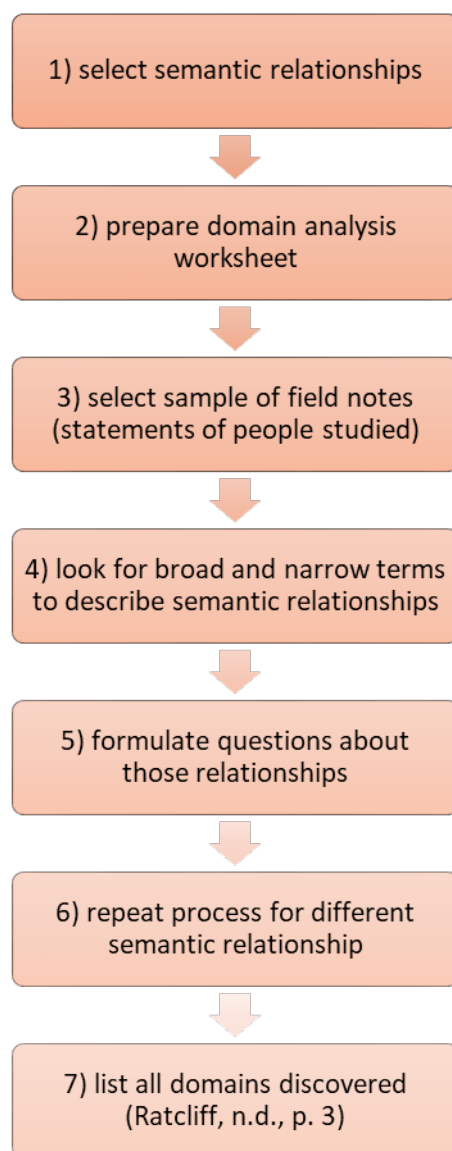 1) select semantic relationships
2) prepare domain analysis
worksheet
3) select sample of field notes
(statements of people studied)
4) look for broad and narrow terms
to describe semantic relationships
5) formulate questions about
those relationships
6) repeat process for different
semantic relationship
7) list all domains discovered
(Ratcliff, n.d., p. 3)